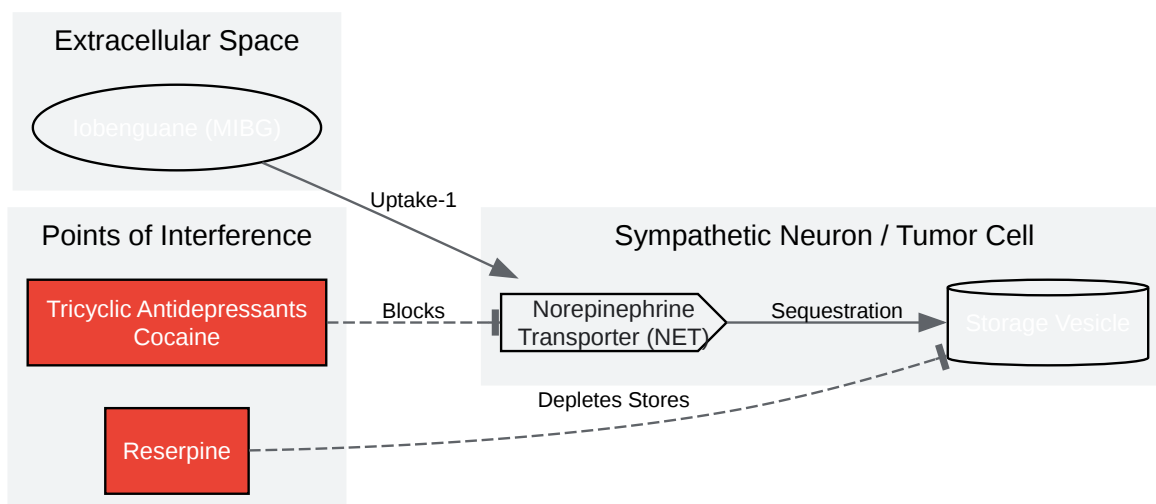 Extracellular Space
Iobenguane (MIBG)
Uptake-1
Points of Interference
Tricyclic Antidepressants
Cocaine
Blocks
Reserpine
Sympathetic Neuron / Tumor Cell
Norepinephrine
Transporter (NET)
Sequestration
Storage Vesicle
Depletes Stores